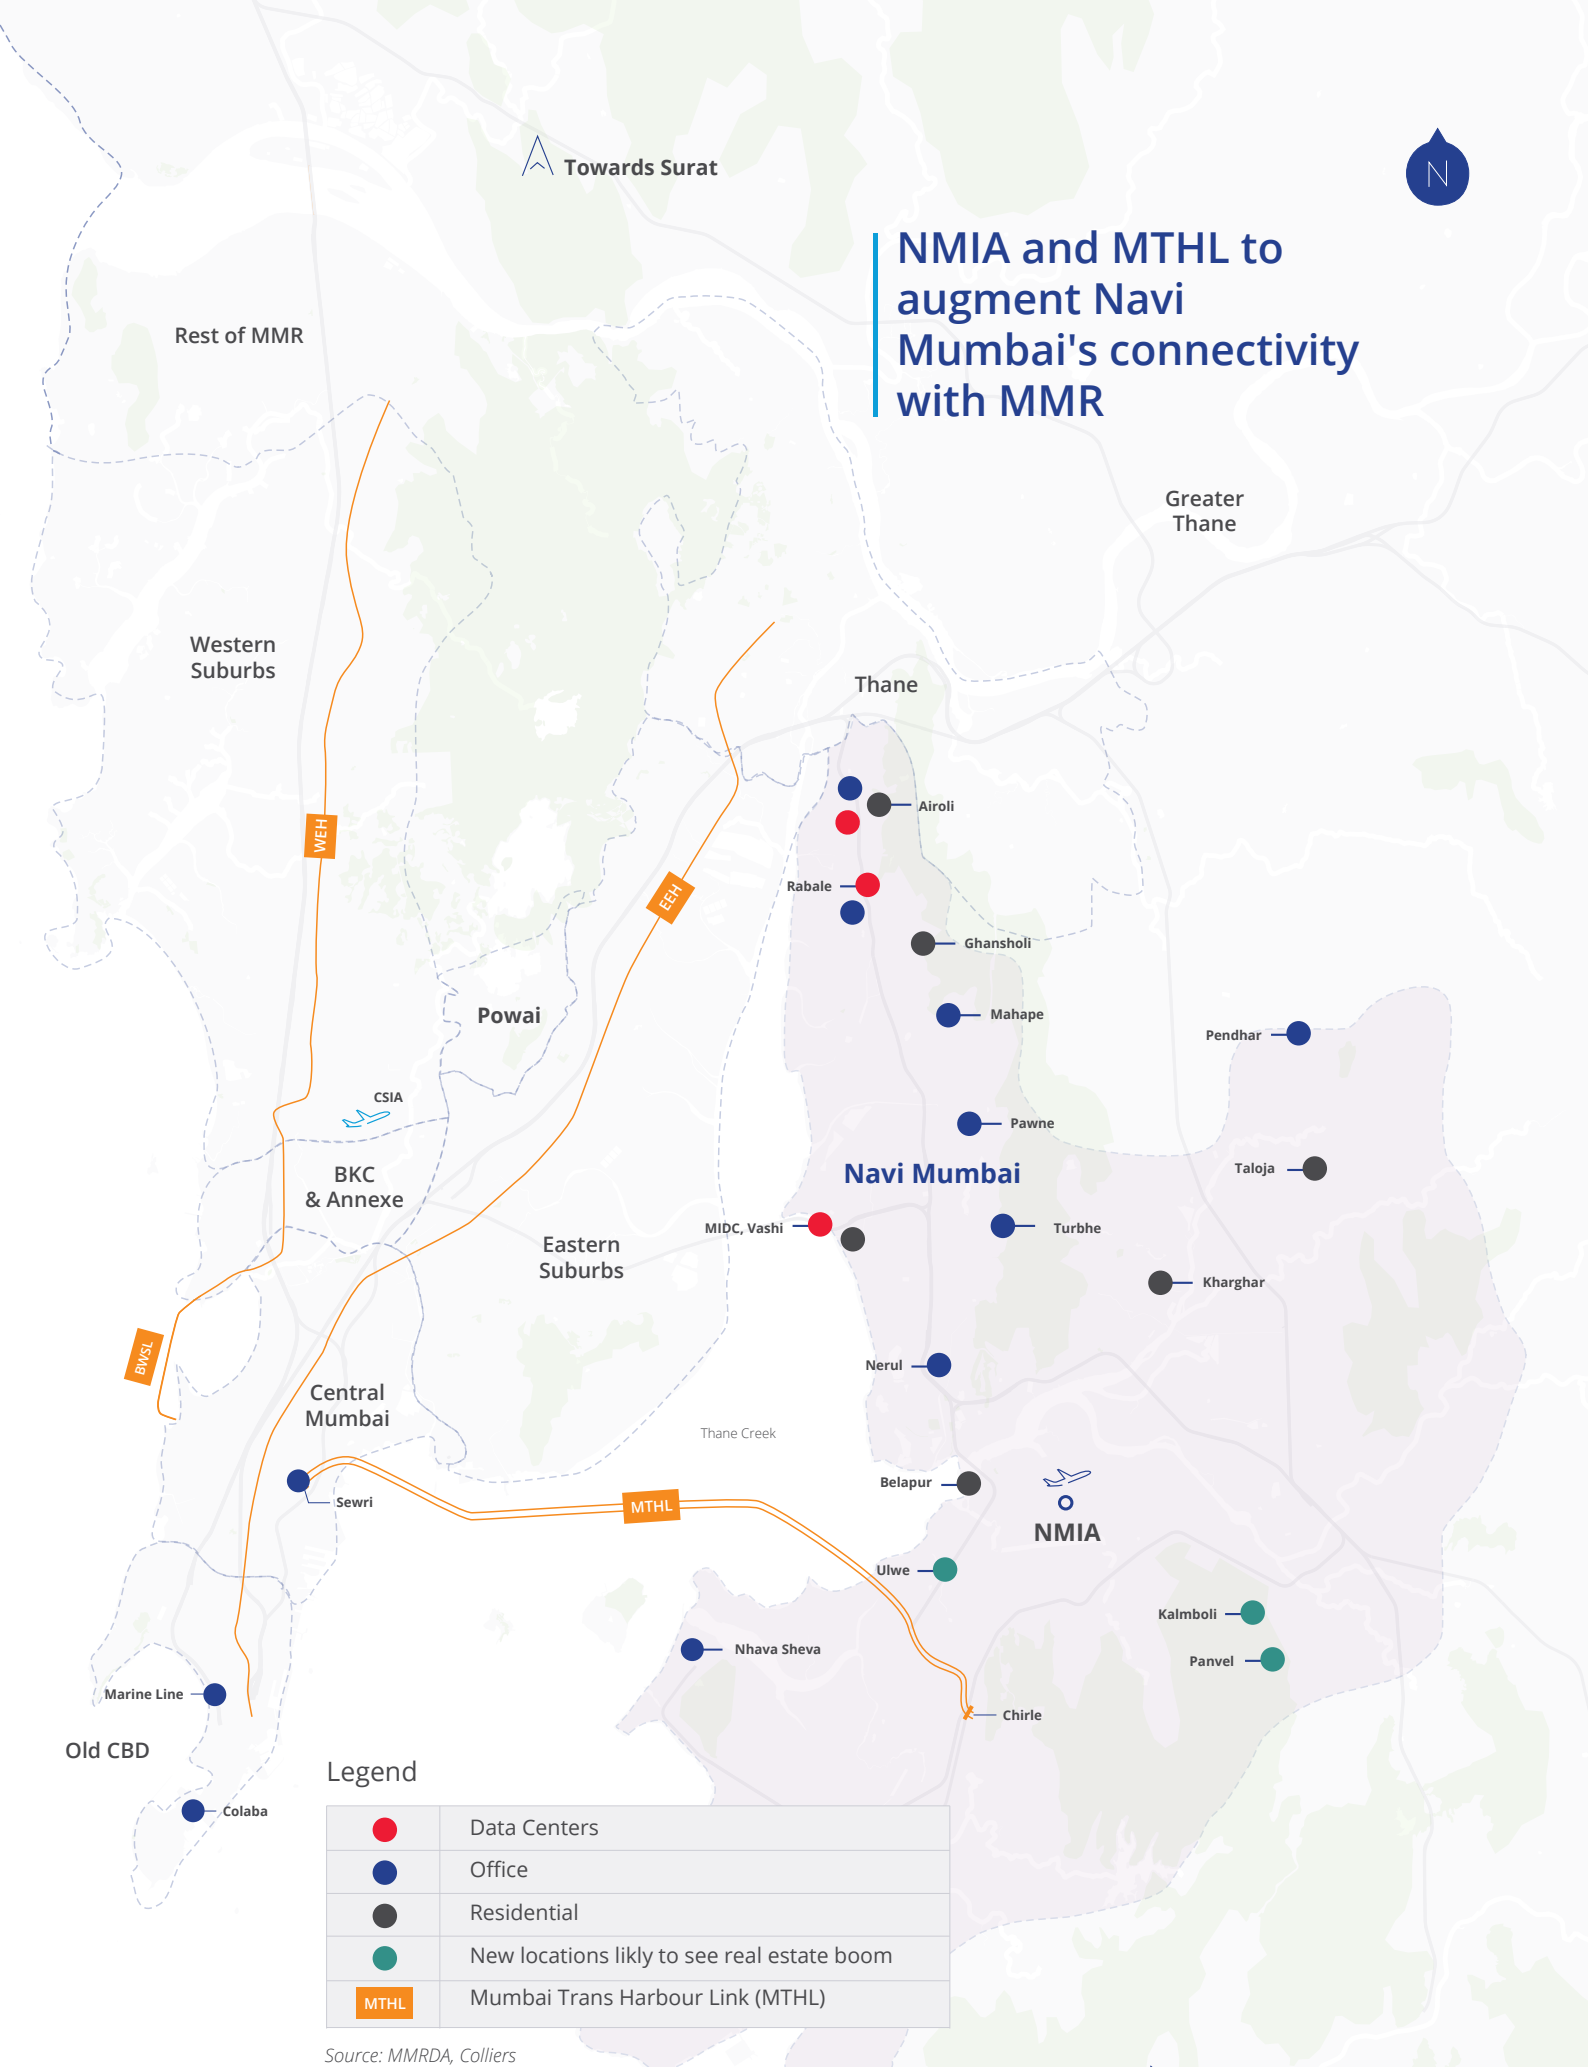 Towards Surat
N
NMIA and MTHL to
augment Navi
Mumbai's connectivity
with MMR
Rest of MMR
Greater
Thane
Western
Suburbs
Thane
Airoli
WEH
EEH
Rabale
Ghansholi
Powai
Mahape
Pendhar
CSIA
Pawne
BKC
& Annexe
Navi Mumbai
Taloja
MIDC, Vashi
Turbhe
Eastern
Suburbs
Kharghar
BWSL
Nerul
Central
Mumbai
Thane Creek
Belapur
Sewri
MTHL
NMIA
Ulwe
Kalmboli
Nhava Sheva
Panvel
Marine Line
Chirle
Old CBD
Colaba
Legend
Data Centers
Office
Residential
New locations likly to see real estate boom
MTHL Mumbai Trans Harbour Link (MTHL)
Source: MMRDA, Colliers